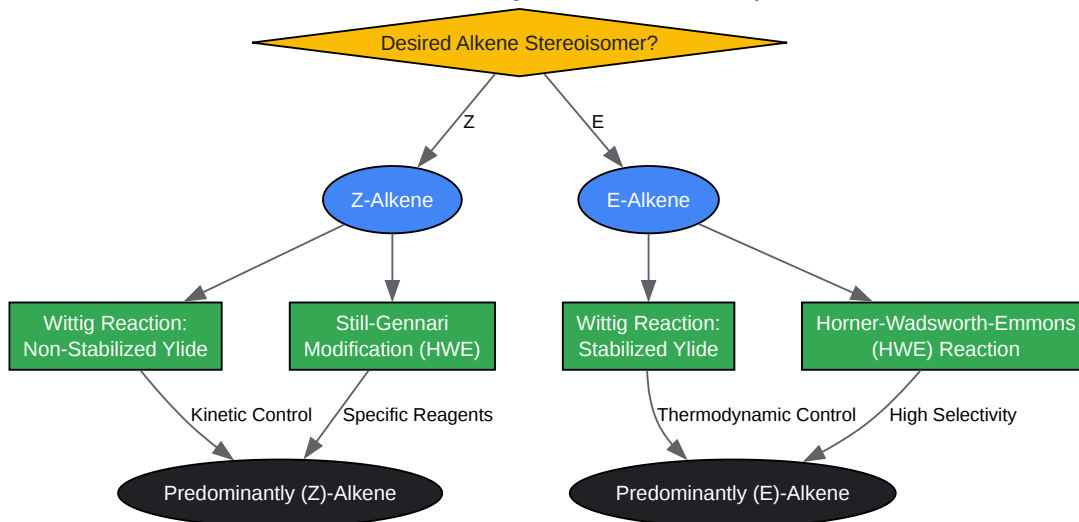 Desired Alkene Stereoisomer?
Z
E
Z-Alkene
E-Alkene
Wittig Reaction:
Non-Stabilized Ylide
Still-Gennari
Modification (HWE)
Wittig Reaction:
Stabilized Ylide
Horner-Wadsworth-Emmons
(HWE) Reaction
Kinetic Control
Specific Reagents
Thermodynamic Control
High Selectivity
Predominantly (Z)-Alkene
Predominantly (E)-Alkene